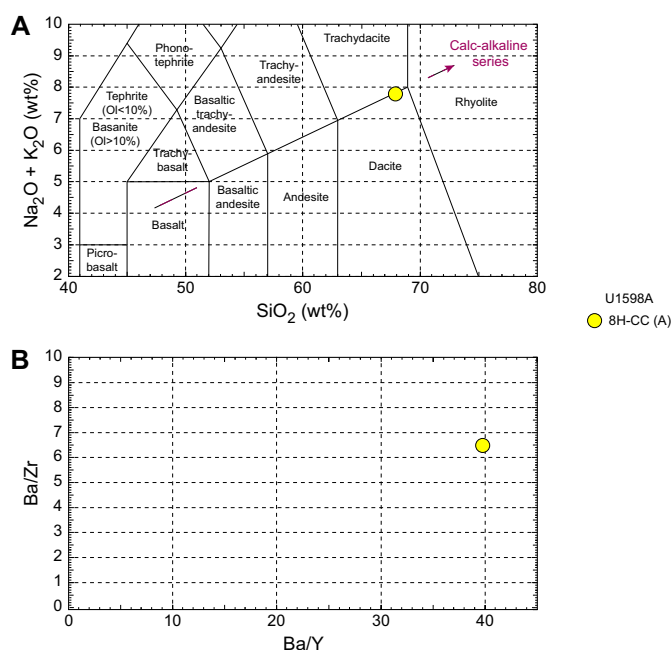 A
Na2O + K2O (wt%)
10
9
8
7
6
5
4
3
2
Phono-
tephrite
Trachydacite
Calc-alkaline
series
Trachy-
andesite
Tephrite
(Ol<10%)
Basanite
(Ol>10%)
Basaltic
trachy-
andesite
Rhyolite
Trachy-
basalt
Dacite
Basaltic
andesite
Andesite
Basalt
Picro-
basalt
40 50 60 70 80
SiO2 (wt%)
U1598A
8H-CC (A)
B
Ba/Zr
10
9
8
7
6
5
4
3
2
1
0
0 10 20 30 40
Ba/Y